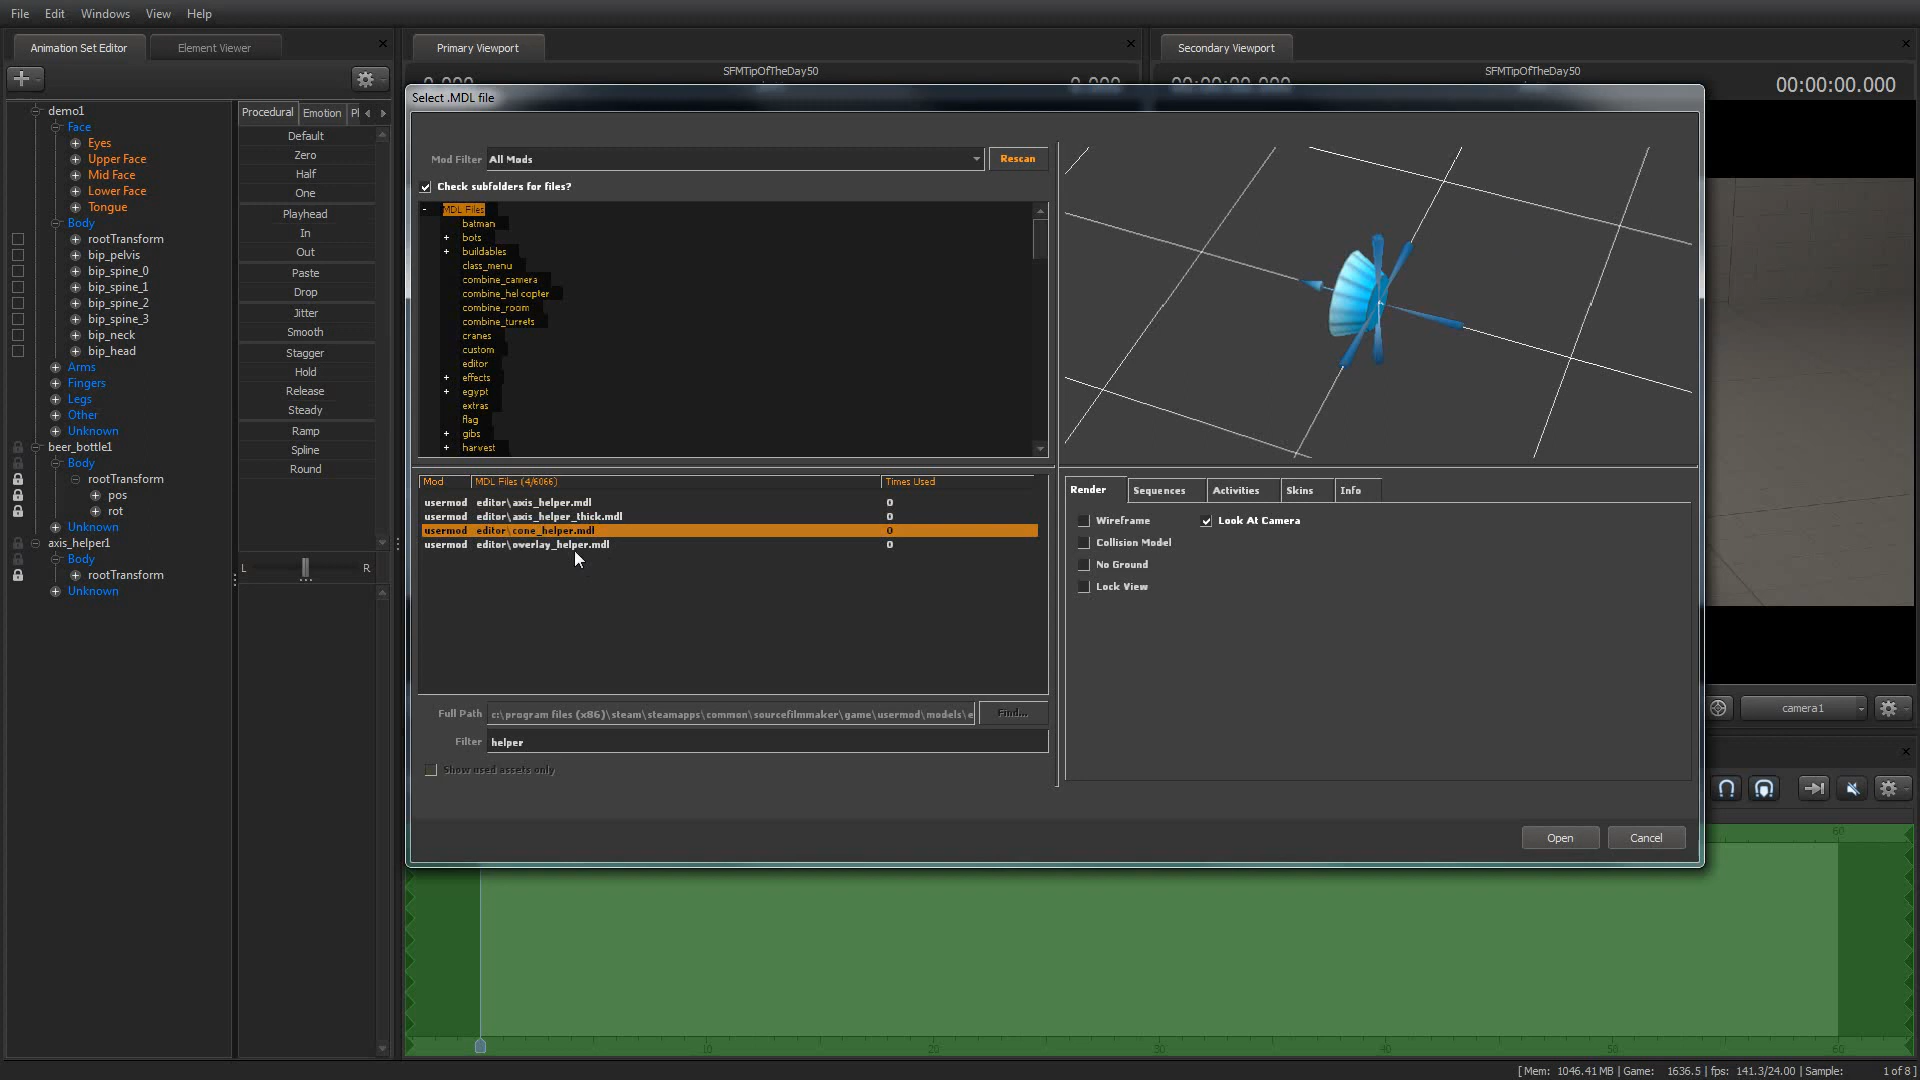 File Edit Windows View Help
Animation Set Editor
Element Viewer
Primary Viewport
Secondary Viewport
SFMTipOfTheDay50
SFMTipOfTheDay50
00:00:00.000
demo1
Face
Eyes
Upper Face
Mid Face
Lower Face
Tongue
Body
rootTransform
bip_pelvis
bip_spine_0
bip_spine_1
bip_spine_2
bip_spine_3
bip_neck
bip_head
Arms
Fingers
Legs
Other
Unknown
beer_bottle1
Body
rootTransform
pos
rot
Unknown
axis_helper1
Body
rootTransform
Unknown
Procedural Emotion
Default
Zero
Half
One
Playhead
In
Out
Paste
Drop
Jitter
Smooth
Stagger
Hold
Release
Steady
Ramp
Spline
Round
L R
Select .MDL file
Mod Filter All Mods Rescan
Check subfolders for files?
MDL Files
batman
bots
buildables
class_menu
combine_camera
combine_helicopter
combine_room
combine_turrets
cranes
custom
editor
effects
egypt
extras
flag
gibs
harvest
Mod MDL Files (4/6066) Times Used
usermod editor\axis_helper.mdl 0
usermod editor\axis_helper_thick.mdl 0
usermod editor\cone_helper.mdl
usermod editor\overlay_helper.mdl 0
Full Path c:\program files (x86)\steam\steamapps\common\sourcefilmmaker\game\usermod\models\e Find...
Filter helper
Show used assets only
Render Sequences Activities Skins Info
Wireframe Look At Camera
Collision Model
No Ground
Lock View
Open Cancel
camera1
60
10 20 30 40 50 60
[ Mem: 1046.41 MB | Game: 1636.5 | fps: 141.3/24.00 | Sample: 1 of 8 ]